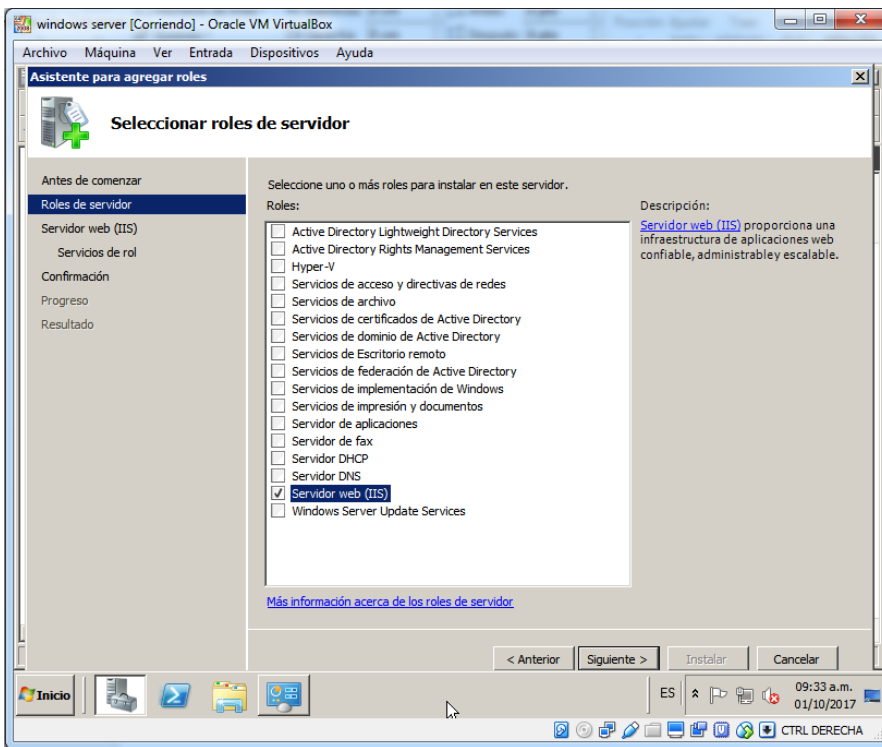 windows server [Corriendo] - Oracle VM VirtualBox
Archivo Máquina Ver Entrada Dispositivos Ayuda
Asistente para agregar roles
Seleccionar roles de servidor
Antes de comenzar
Roles de servidor
Servidor web (IIS)
Servicios de rol
Confirmación
Progreso
Resultado
Seleccione uno o más roles para instalar en este servidor.
Roles:
Active Directory Lightweight Directory Services
Active Directory Rights Management Services
Hyper-V
Servicios de acceso y directivas de redes
Servicios de archivo
Servicios de certificados de Active Directory
Servicios de dominio de Active Directory
Servicios de Escritorio remoto
Servicios de federación de Active Directory
Servicios de implementación de Windows
Servicios de impresión y documentos
Servidor de aplicaciones
Servidor de fax
Servidor DHCP
Servidor DNS
Servidor web (IIS)
Windows Server Update Services
Más información acerca de los roles de servidor
Descripción:
Servidor web (IIS) proporciona una
infraestructura de aplicaciones web
confiable, administrable y escalable.
< Anterior Siguiente > Instalar Cancelar
Inicio ES 09:33 a.m.
01/10/2017
CTRL DERECHA